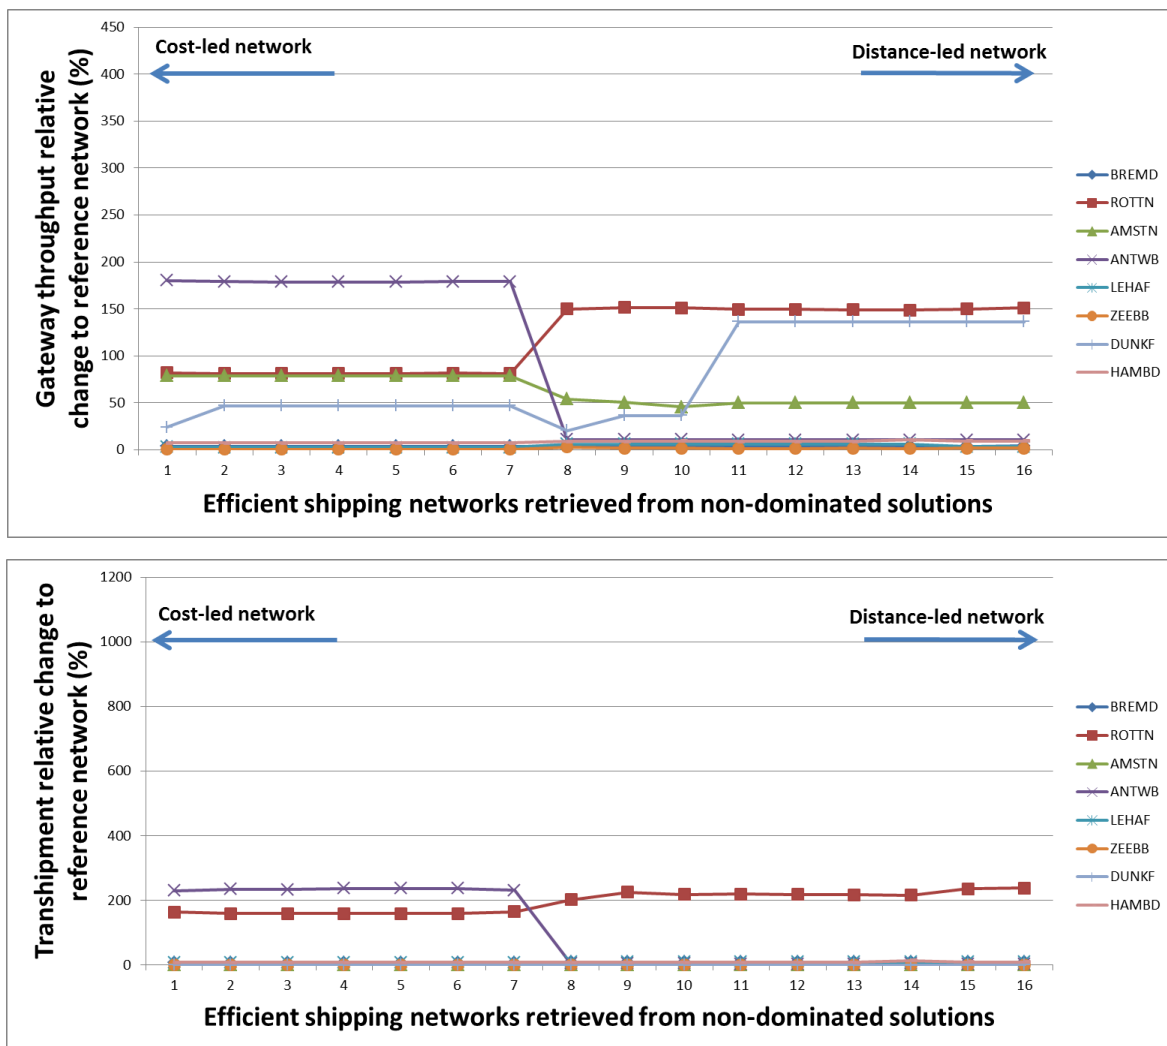 Gateway throughput relative
change to reference network (%)
450
400
350
300
250
200
150
100
50
0
Cost-led network
Distance-led network
1 2 3 4 5 6 7 8 9 10 11 12 13 14 15 16
Efficient shipping networks retrieved from non-dominated solutions
BREMD
ROTTN
AMSTN
ANTWB
LEHAF
ZEEBB
DUNKF
HAMBD
Transhipment relative change to
reference network (%)
1200
1000
800
600
400
200
0
Cost-led network
Distance-led network
1 2 3 4 5 6 7 8 9 10 11 12 13 14 15 16
Efficient shipping networks retrieved from non-dominated solutions
BREMD
ROTTN
AMSTN
ANTWB
LEHAF
ZEEBB
DUNKF
HAMBD